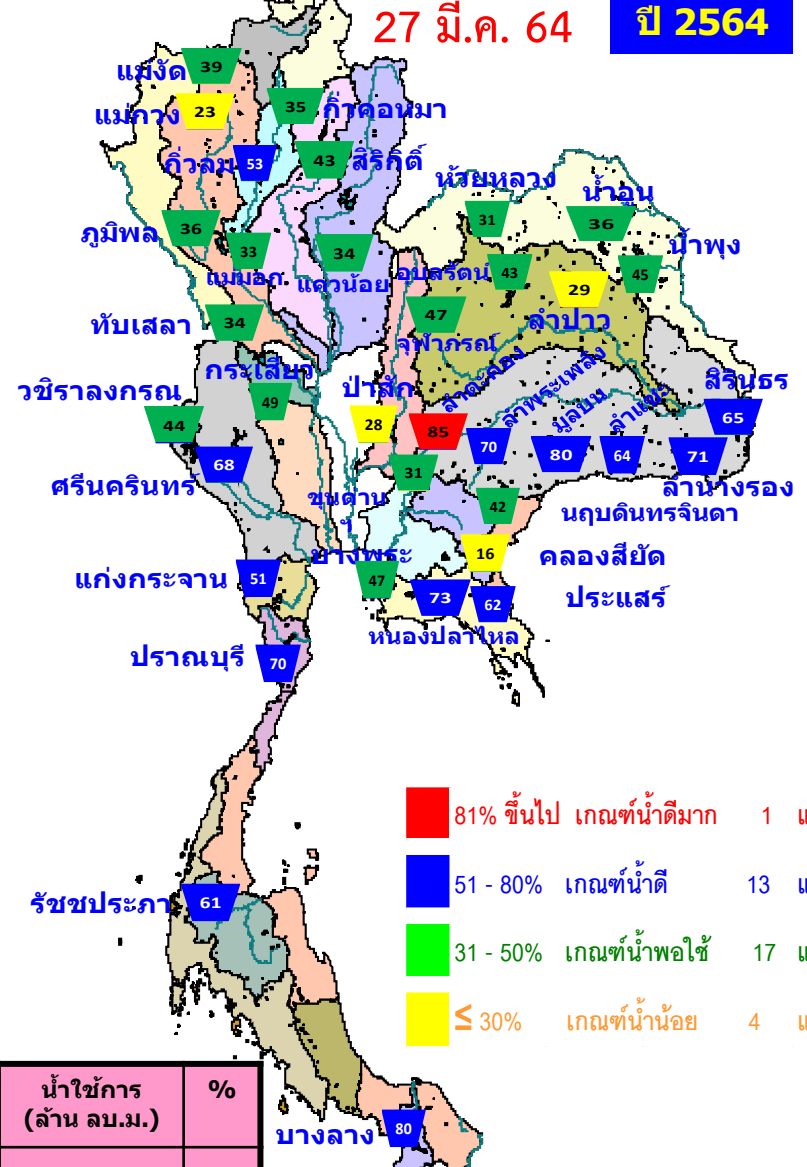 27 มี.ค. 64
ปี 2564
แม่งัด 39
แม่กวง 23
35 กิ่วคอหมา
กิ่วลม 53
43 สิริกิติ์
ห้วยหลวง 31
น้ำอูน 36
ภูมิพล 36
33 แม่มอก
34 แควน้อย
น้ำพุง 45
อุบลรัตน์ 43
29 ลำปาว
ทับเสลา 34
47 จุฬาภรณ์
กระเสียว 49
ป่าสัก 28
ลำตะคอง 85
ลำพระเพลิง 70
มูลบน 80
ลำแชะ 64
สิรินธร 65
วชิราลงกรณ 44
ศรีนครินทร์ 68
71 ลำนางรอง
31 ขุนด่าน
ฯ
42 นฤบดินทรจินดา
บางพระ 47
16 คลองสียัด
แก่งกระจาน 51
73 หนองปลาไหล
62 ประแสร์
ปราณบุรี 70
81% ขึ้นไป เกณฑ์น้ำดีมาก 1 แ
51 - 80% เกณฑ์น้ำดี 13 แ
รัชชประภา 61
31 - 50% เกณฑ์น้ำพอใช้ 17 แ
≤ 30% เกณฑ์น้ำน้อย 4 แ
น้ำใช้การ %
(ล้าน ลบ.ม.)
บางลาง 80